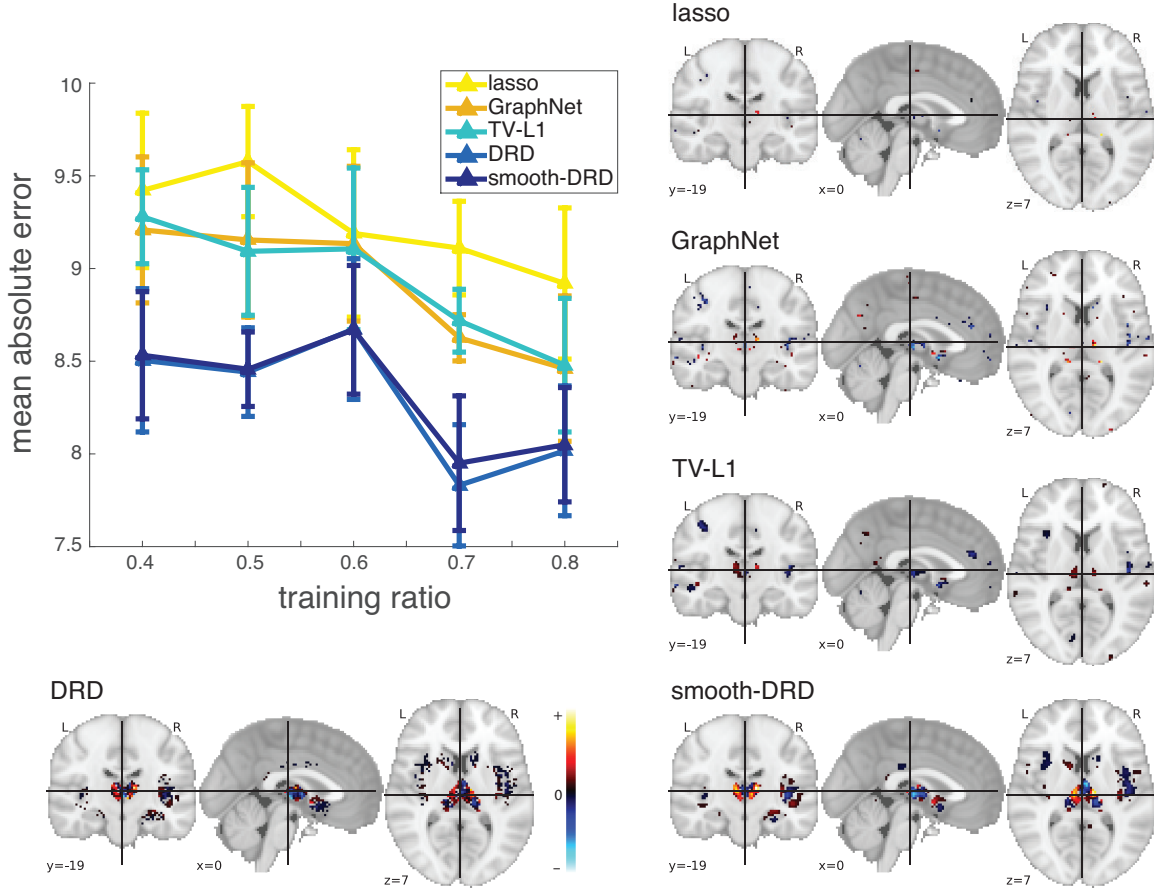 lasso
L R
y=-19 x=0 z=7
10
9.5
9
8.5
8
7.5
mean absolute error
lasso
GraphNet
TV-L1
DRD
smooth-DRD
0.4 0.5 0.6 0.7 0.8
training ratio
GraphNet
L R L R
y=-19 x=0 z=7
TV-L1
L R L R
y=-19 x=0 z=7
DRD
L R L R
y=-19 x=0 z=7
+
0
−
smooth-DRD
L R L R
y=-19 x=0 z=7